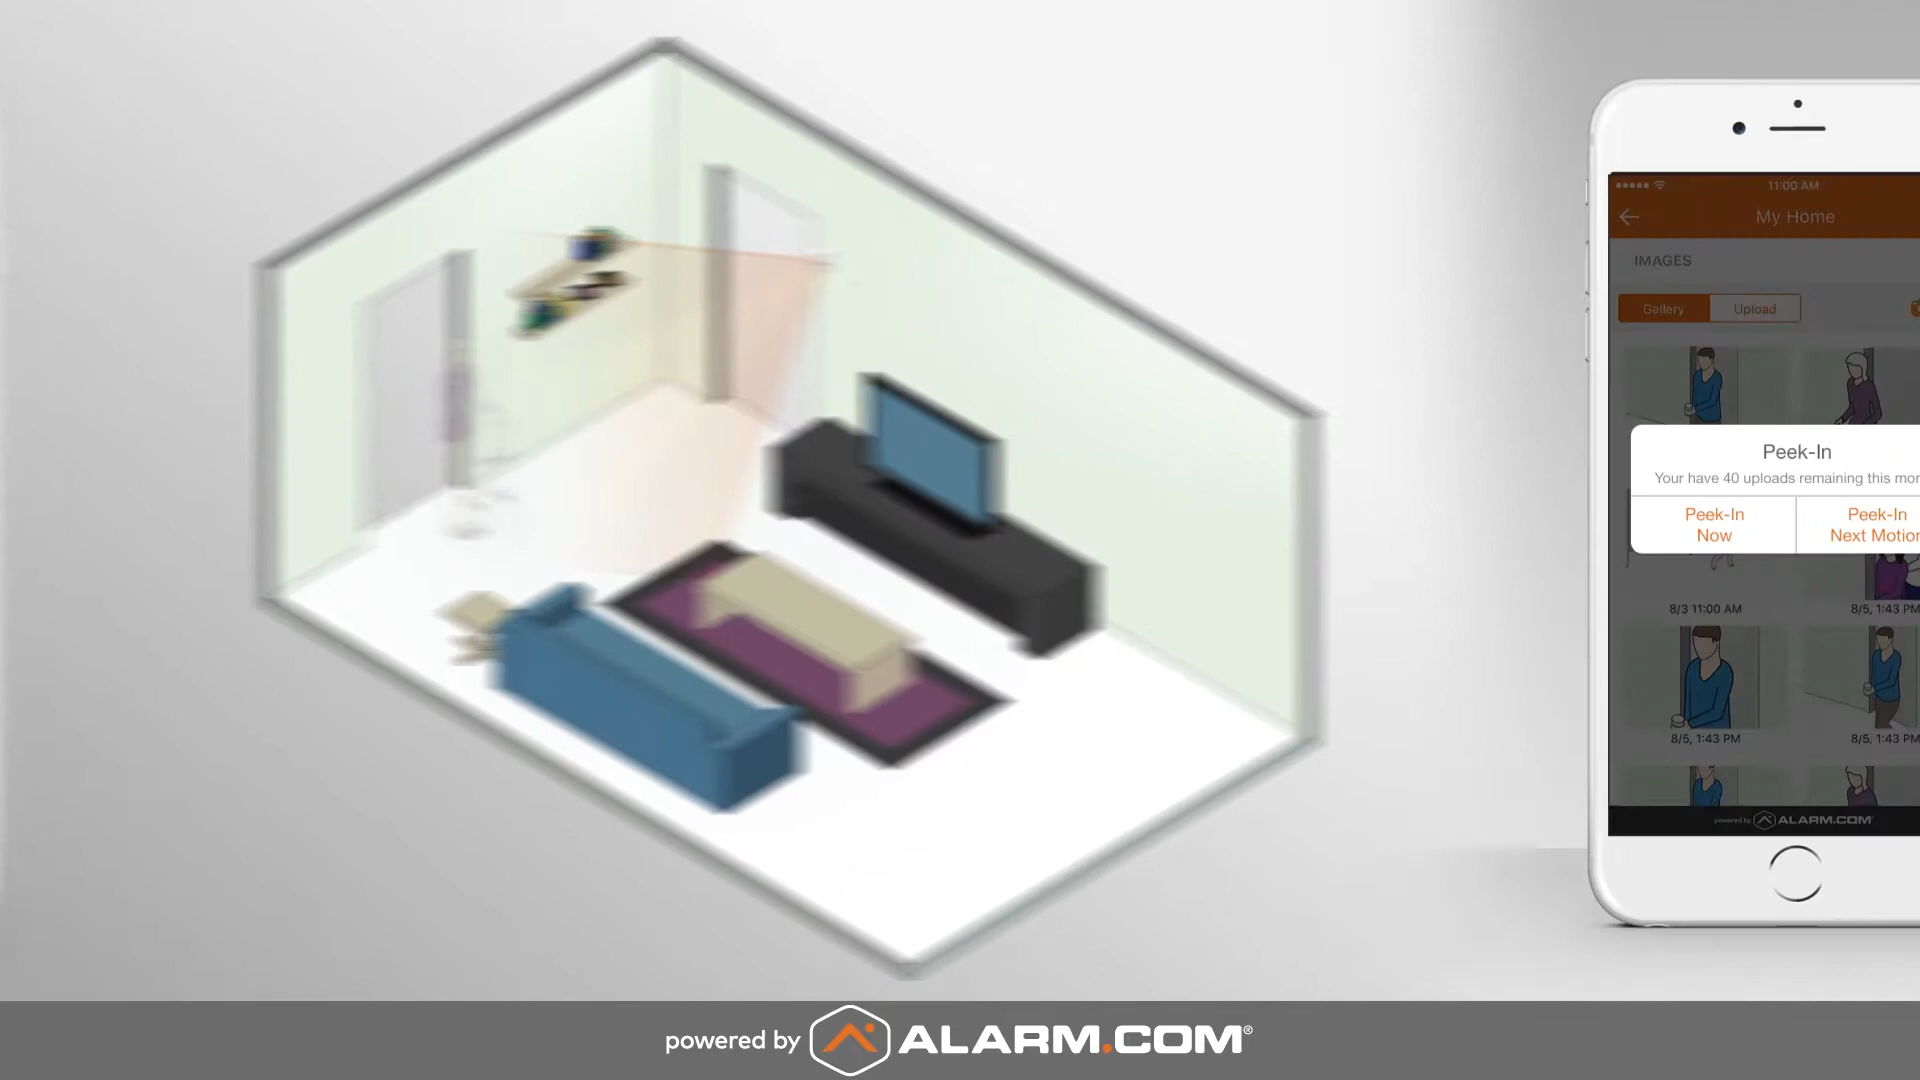 11:00 AM
My Home
IMAGES
Gallery Upload
Peek-In
Your have 40 uploads remaining this
Peek-In
Now
Peek-In
Next
8/3 11:00 AM
8/5, 1:43 PM
8/5, 1:43 PM
8/5, 1:43 PM
powered by ALARM.COM
powered by ALARM.COM®